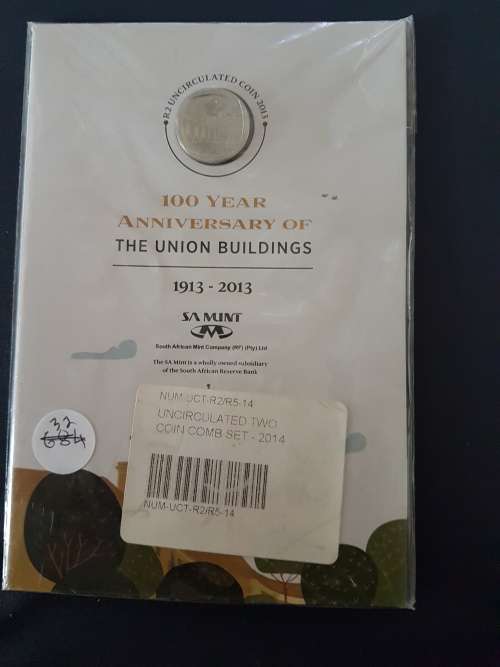 R2 UNCIRCULATED COIN 2013
100 YEAR
ANNIVERSARY OF
THE UNION BUILDINGS
1913 - 2013
SA MINT
South African Mint Company (RF) (Pty) Ltd
The SA Mint is a wholly owned subsidiary
of the South African Reserve Bank
NUM-UCT-R2/R5-14
UNCIRCULATED TWO
COIN COMB SET - 2014
NUM-UCT-R2/R5-14
32
684